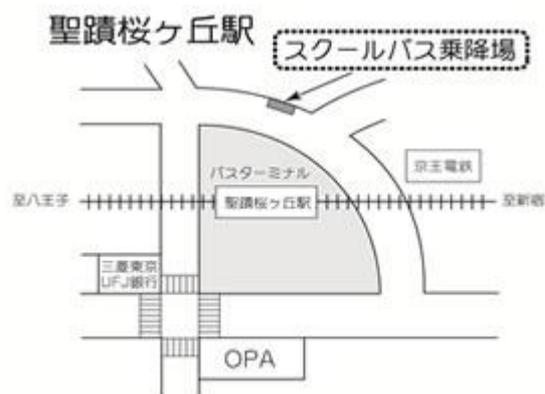 聖蹟桜ヶ丘駅
スクールバス乗降場
バスターミナル
京王電鉄
至八王子
聖蹟桜ヶ丘駅
至新宿
三菱東京
UFJ銀行
OPA